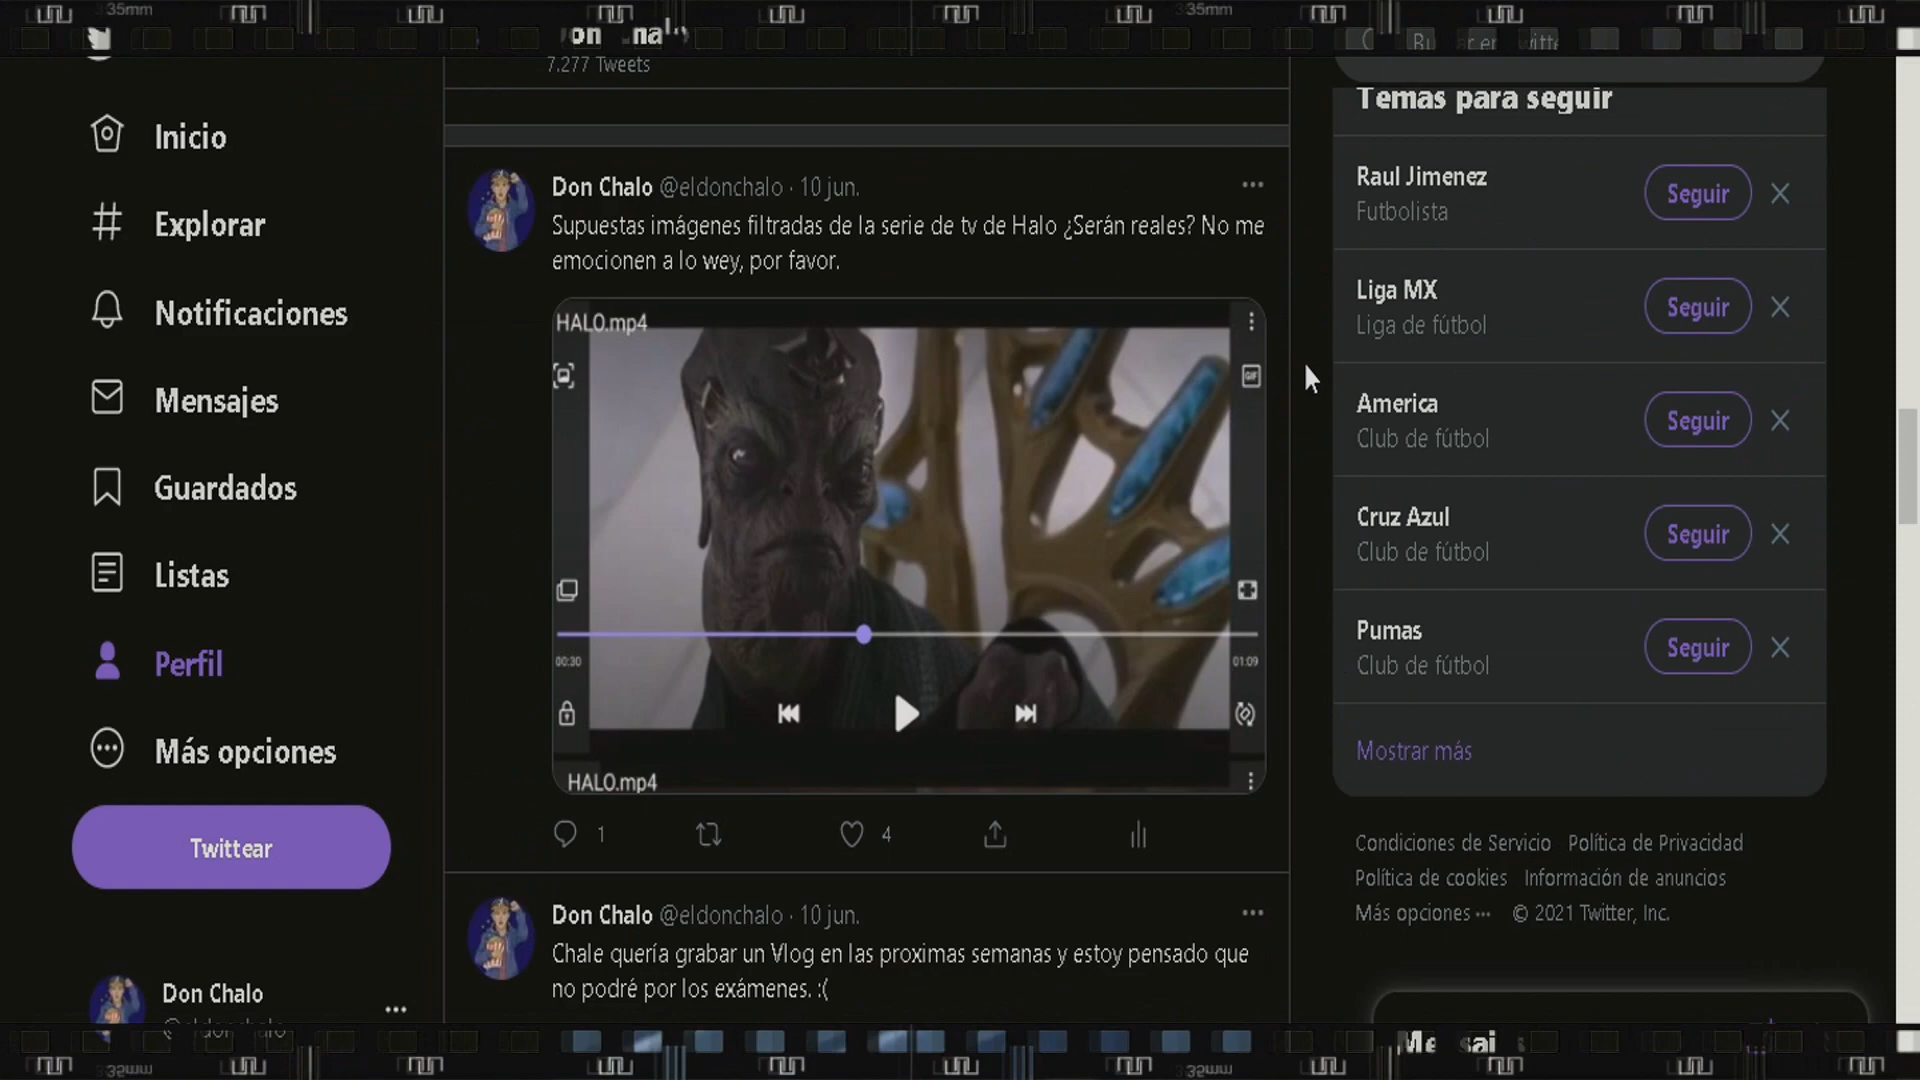 35mm
35mm
7.277 Tweets
Inicio
Explorar
Notificaciones
Mensajes
Guardados
Listas
Perfil
Más opciones
Twittear
Don Chalo
Don Chalo @eldonchalo · 10 jun.
Supuestas imágenes filtradas de la serie de tv de Halo ¿Serán reales? No me
emocionen a lo wey, por favor.
HALO.mp4
GIF
00:30
01:09
HALO.mp4
1
4
Don Chalo @eldonchalo · 10 jun.
Chale quería grabar un Vlog en las proximas semanas y estoy pensado que
no podré por los exámenes. :(
Temas para seguir
Raul Jimenez
Futbolista
Seguir
Liga MX
Liga de fútbol
Seguir
America
Club de fútbol
Seguir
Cruz Azul
Club de fútbol
Seguir
Pumas
Club de fútbol
Seguir
Mostrar más
Condiciones de Servicio Política de Privacidad
Política de cookies Información de anuncios
Más opciones ··· © 2021 Twitter, Inc.
35mm
35mm